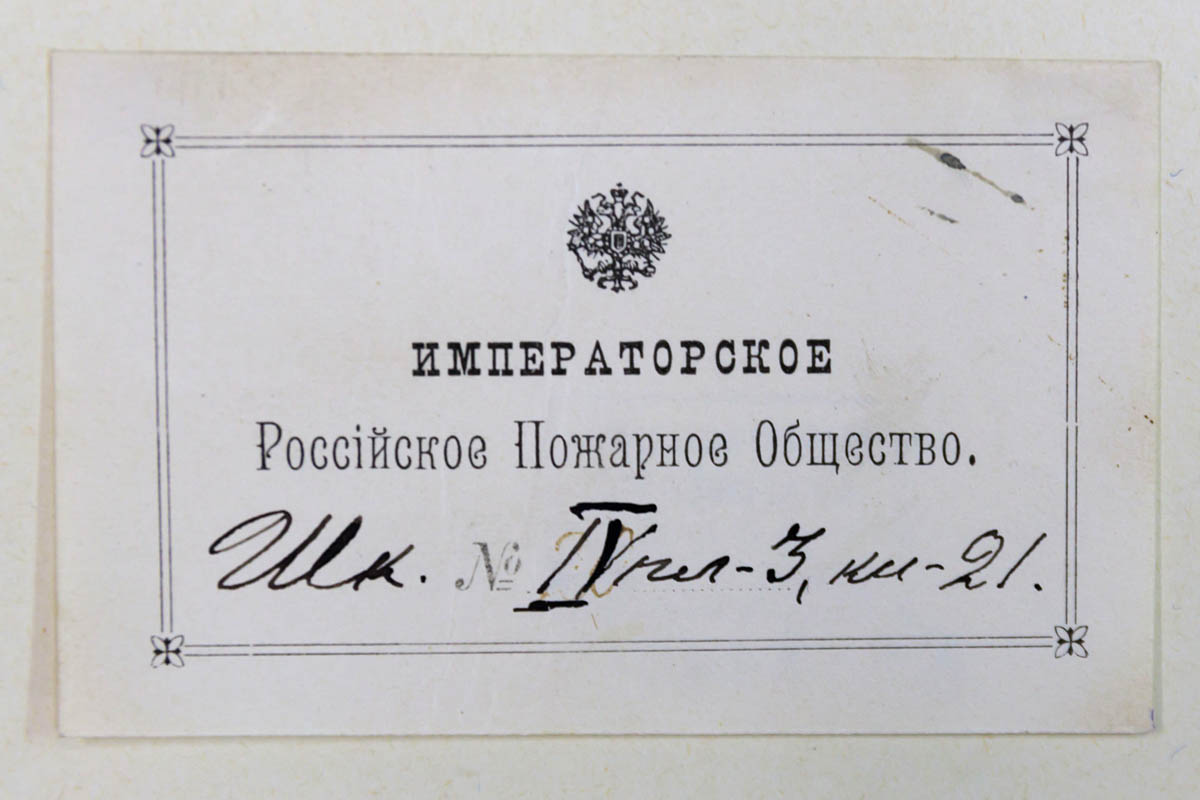 ИМПЕРАТОРСКОЕ
Россійское Пожарное Общество.
Шк. № IV пол-3, кн-21.